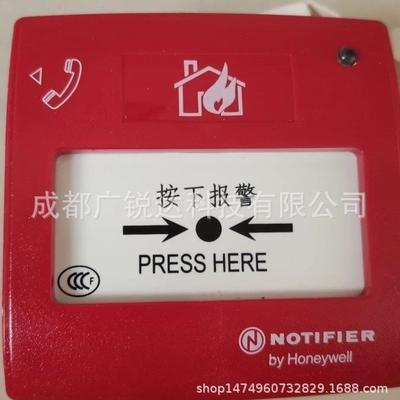 按下报警
成都广锐达科技有限公司
PRESS HERE
CCC F
N NOTIFIER
by Honeywell
shop1474960732829.1688.com